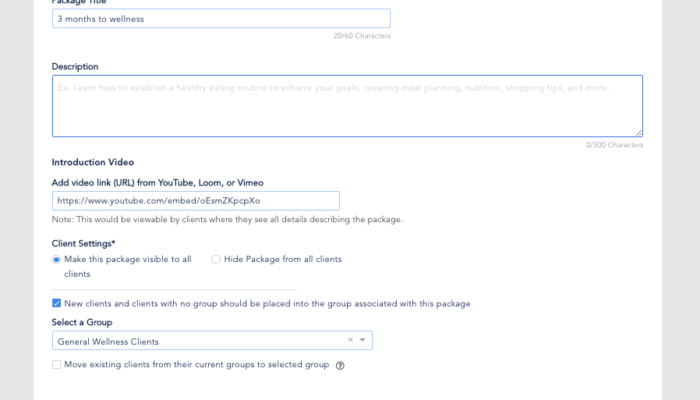 Package Title*
3 months to wellness
20/60 Characters
Description
Ex: Learn how to establish a healthy eating routine to achieve your goals, covering meal planning, nutrition, shopping tips, and more
0/300 Characters
Introduction Video
Add video link (URL) from YouTube, Loom, or Vimeo
https://www.youtube.com/embed/oEsmZKpcpXo
Note: This would be viewable by clients where they see all details describing the package.
Client Settings*
Make this package visible to all Hide Package from all clients
clients
New clients and clients with no group should be placed into the group associated with this package
Select a Group
General Wellness Clients ×
Move existing clients from their current groups to selected group ?